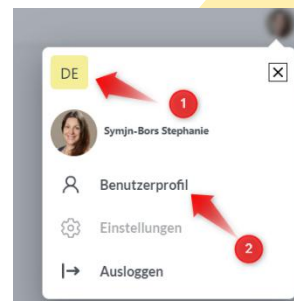 DE
1
Symjn-Bors Stephanie
Benutzerprofil
Einstellungen
2
Ausloggen